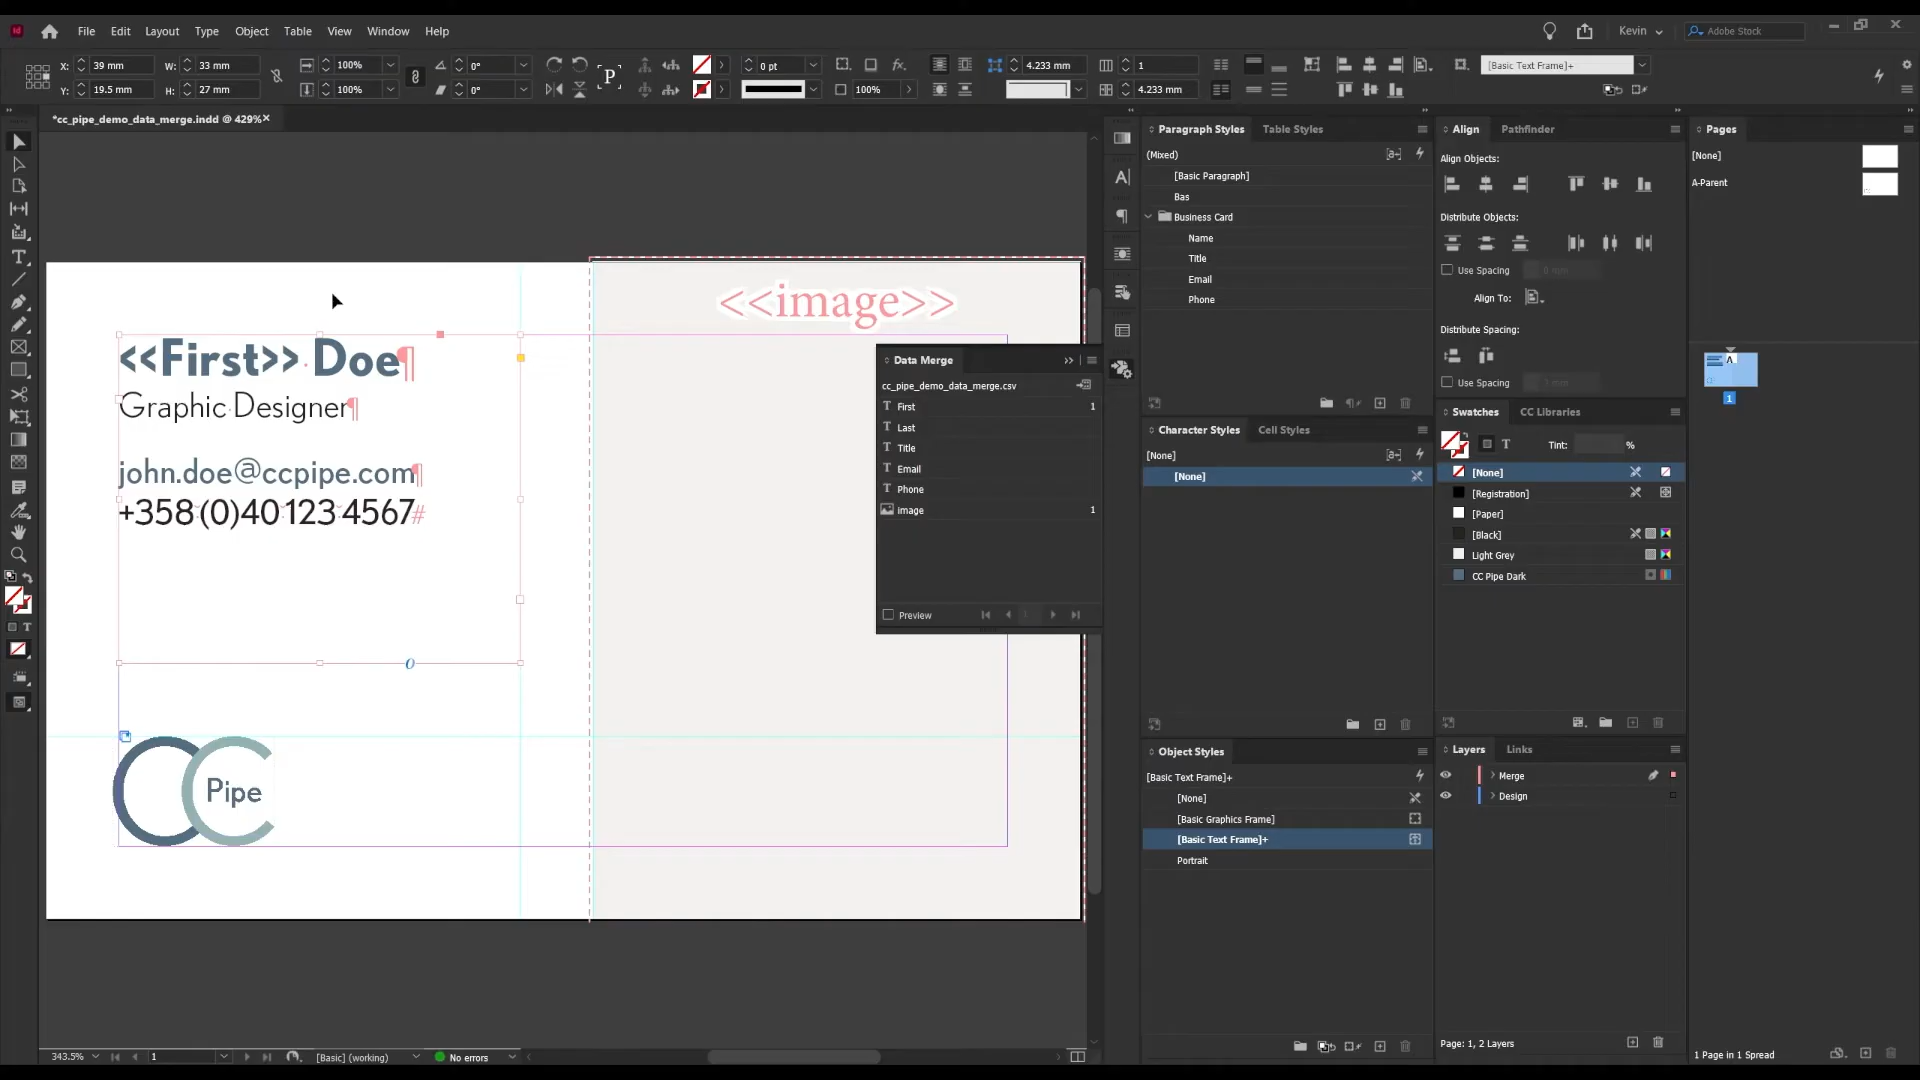 File Edit Layout Type Object Table View Window Help
Kevin
Adobe Stock
X: 39 mm W: 33 mm 100% 0° P 0 pt 4.233 mm 1 [Basic Text Frame]+
Y: 19.5 mm H: 27 mm 100% 0° 100% 4.233 mm
*cc_pipe_demo_data_merge.indd @ 429%
<<First>> Doe¶
Graphic Designer¶
john.doe@ccpipe.com¶
+358 (0)40 123 4567#
CC Pipe
<<image>>
Data Merge
cc_pipe_demo_data_merge.csv
First 1
Last
Title
Email
Phone
image 1
Preview 1
Paragraph Styles Table Styles
(Mixed)
[Basic Paragraph]
Bas
Business Card
Name
Title
Email
Phone
Character Styles Cell Styles
[None]
[None]
Object Styles
[Basic Text Frame]+
[None]
[Basic Graphics Frame]
[Basic Text Frame]+
Portrait
Align Pathfinder
Align Objects:
Distribute Objects:
Use Spacing 0 mm
Align To:
Distribute Spacing:
Use Spacing
Swatches CC Libraries
Tint: %
[None]
[Registration]
[Paper]
[Black]
Light Grey
CC Pipe Dark
Layers Links
Merge
Design
Page: 1, 2 Layers
Pages
[None]
A-Parent
A
1
1 Page in 1 Spread
343.5% 1 [Basic] (working) No errors